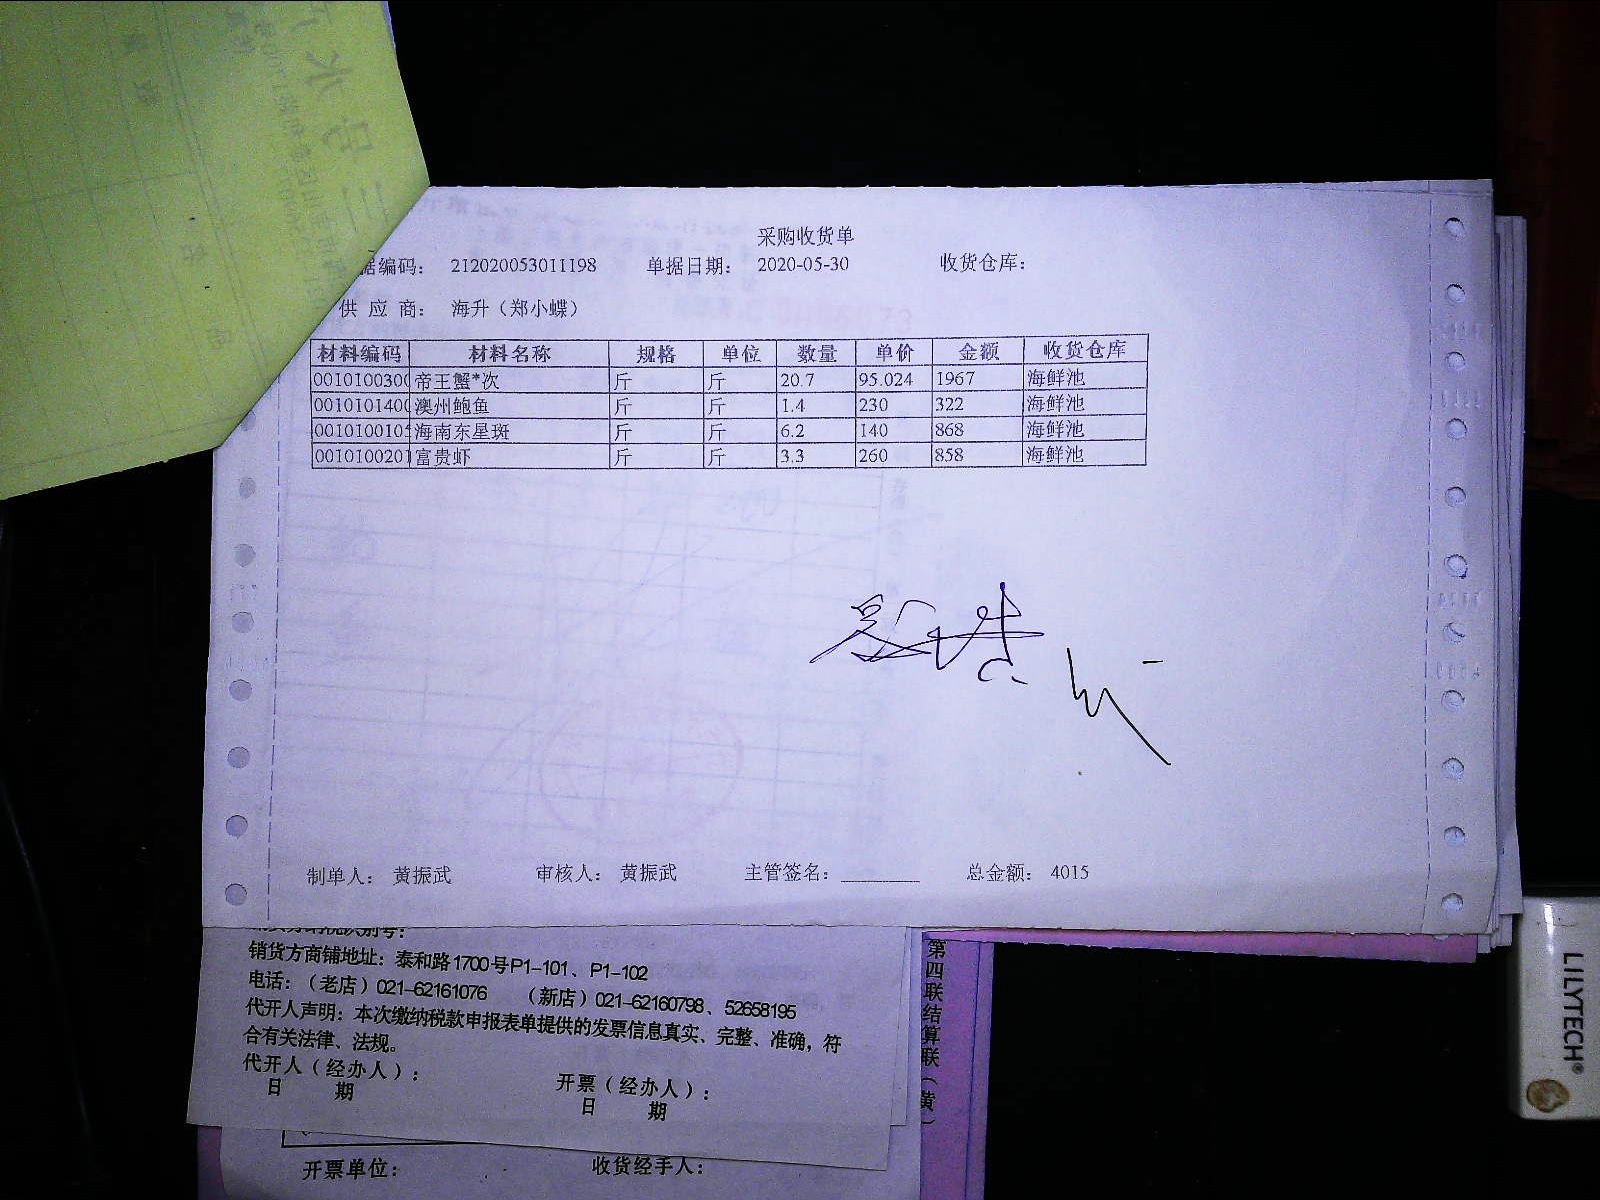 采购收货单
据编码： 212020053011198 单据日期： 2020-05-30 收货仓库：
供 应 商： 海升（郑小蝶）
材料编码 材料名称 规格 单位 数量 单价 金额 收货仓库
0010100300 帝王蟹*次 斤 斤 20.7 95.024 1967 海鲜池
0010101400 澳州鲍鱼 斤 斤 1.4 230 322 海鲜池
001010010 海南东星斑 斤 斤 6.2 140 868 海鲜池
001010020 富贵虾 斤 斤 3.3 260 858 海鲜池
制单人： 黄振武 审核人： 黄振武 主管签名： 总金额： 4015
销货方商铺地址：泰和路1700号P1-101、P1-102
电话：（老店）021-62161076 （新店）021-62160798、52658195
代开人声明：本次缴纳税款申报表单提供的发票信息真实、完整、准确，符
合有关法律、法规。
代开人（经办人）： 开票（经办人）：
日 期 日 期
开票单位： 收货经手人：
第四联结算联（黄）
LILYTECH®